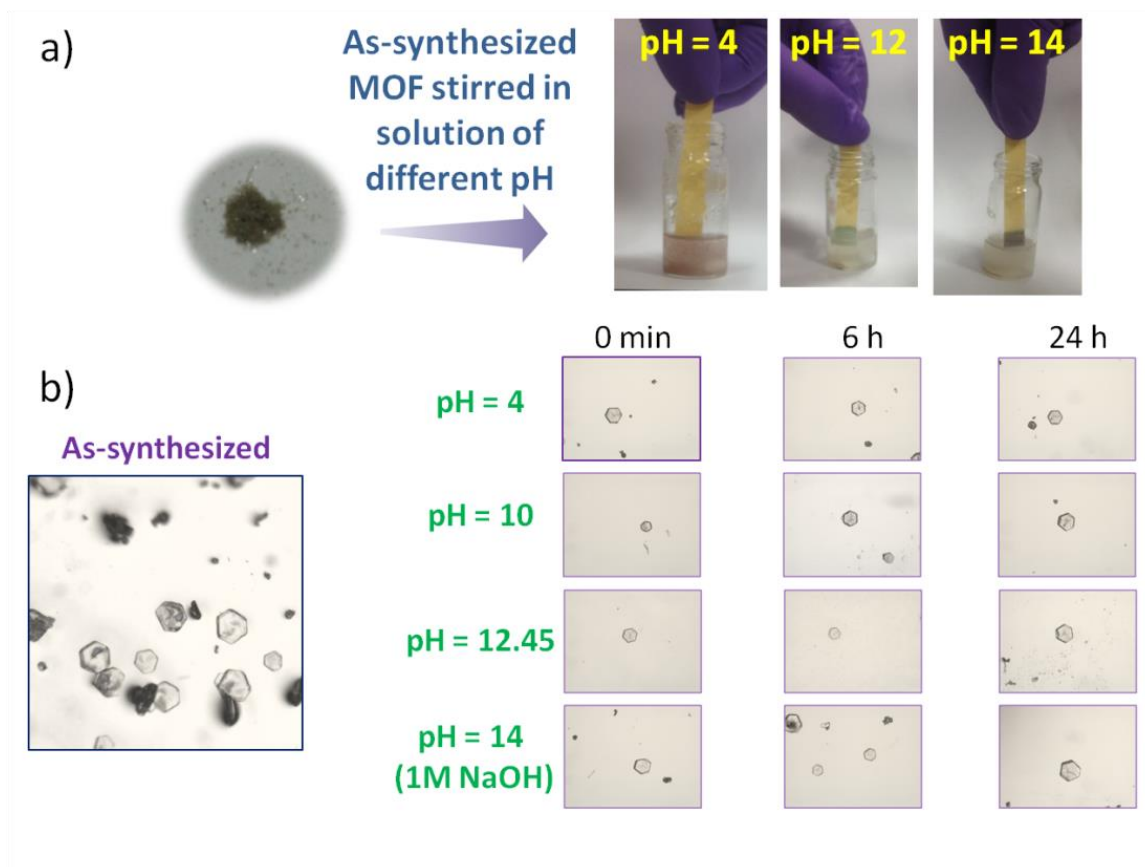 a)
As-synthesized
MOF stirred in
solution of
different pH
pH = 4
pH = 12
pH = 14
b)
As-synthesized
0 min
6 h
24 h
pH = 4
pH = 10
pH = 12.45
pH = 14
(1M NaOH)